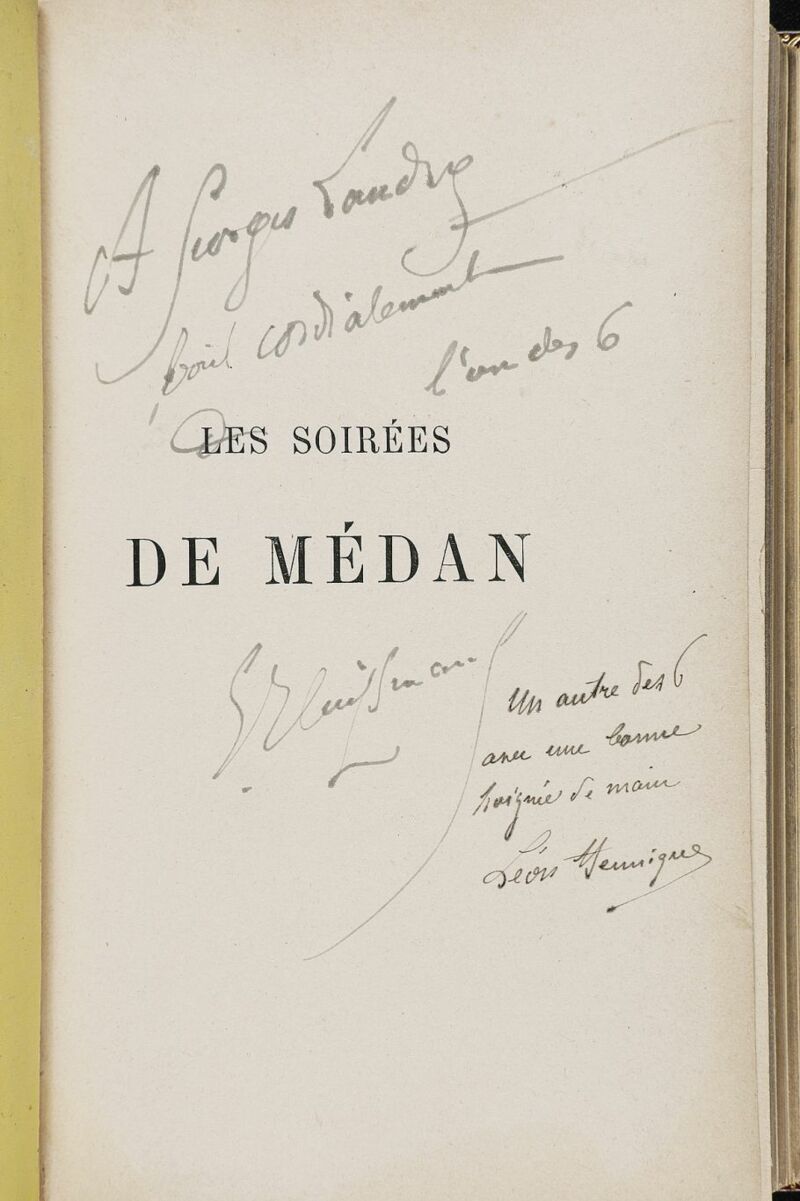 A Georges Landry
bien cordialement
l'un des 6
LES SOIRÉES
DE MÉDAN
Huysmans
Un autre des 6
avec une bonne
poignée de main
Léon Hennique